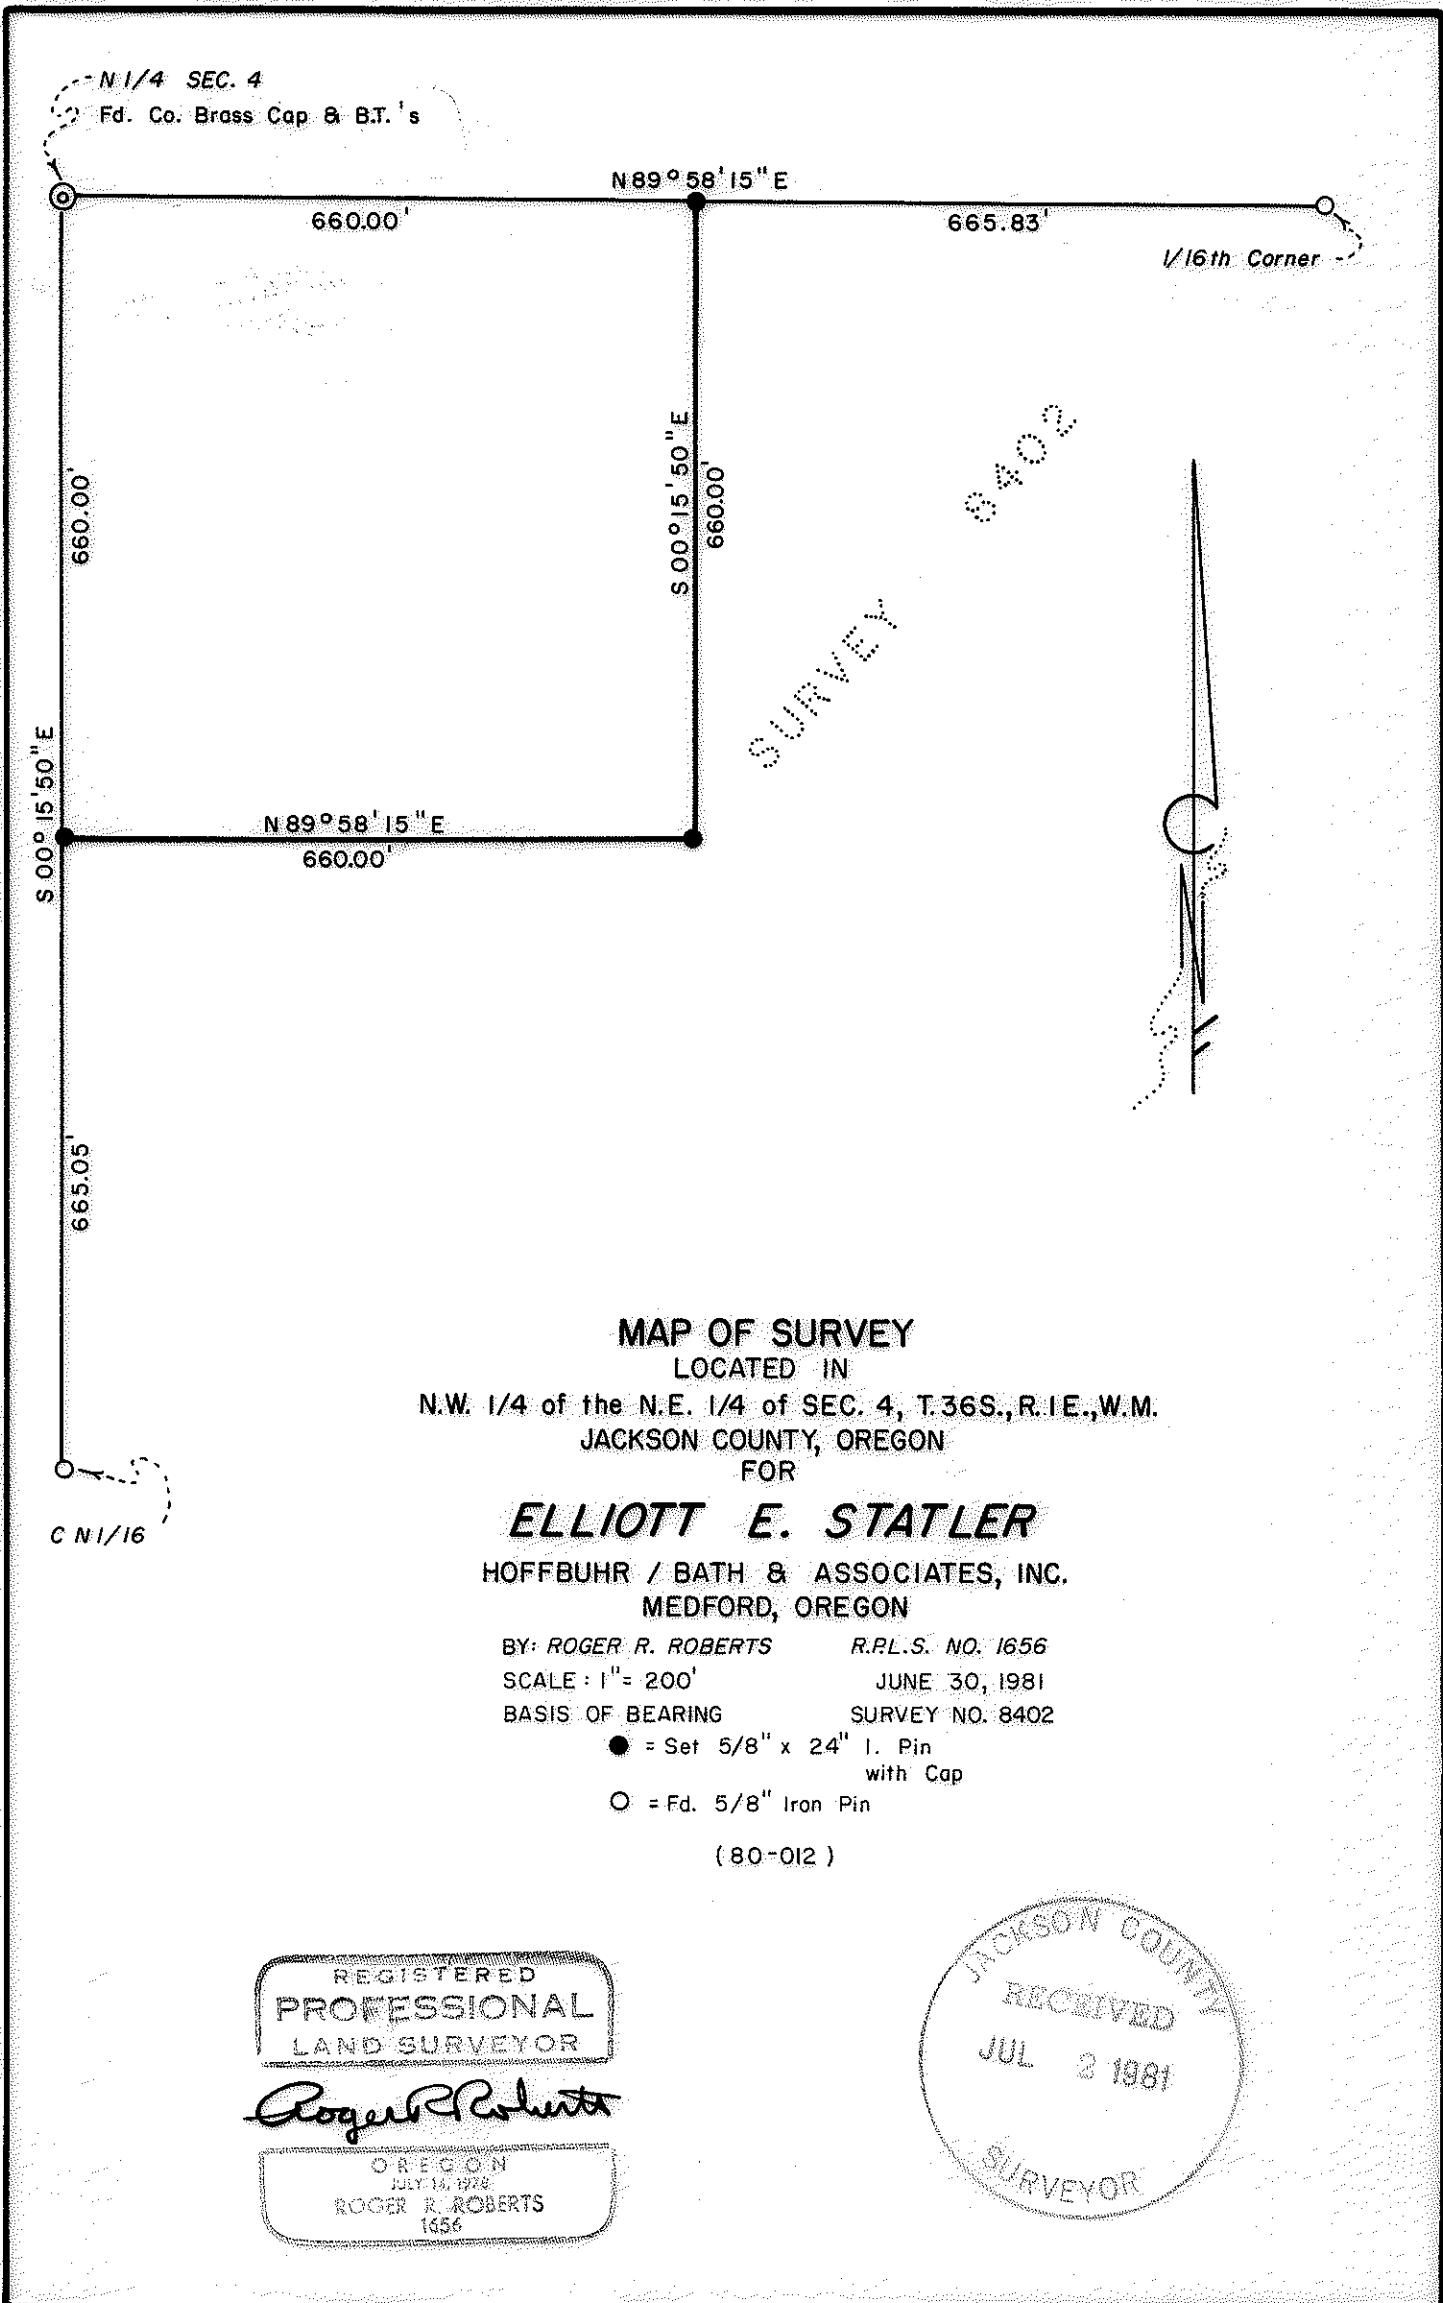 N 1/4 SEC. 4
Fd. Co. Brass Cap & B.T.'s
N 89° 58' 15" E
660.00'
665.83'
1/16th Corner
660.00'
S 00° 15' 50" E
660.00'
SURVEY 8402
S 00° 15' 50" E
N 89° 58' 15" E
660.00'
N
665.05'
C N 1/16
MAP OF SURVEY
LOCATED IN
N.W. 1/4 of the N.E. 1/4 of SEC. 4, T. 36S., R. 1 E., W.M.
JACKSON COUNTY, OREGON
FOR
ELLIOTT E. STATLER
HOFFBUHR / BATH & ASSOCIATES, INC.
MEDFORD, OREGON
BY: ROGER R. ROBERTS R.P.L.S. NO. 1656
SCALE : 1" = 200' JUNE 30, 1981
BASIS OF BEARING SURVEY NO. 8402
= Set 5/8" x 24" I. Pin
with Cap
= Fd. 5/8" Iron Pin
( 80-012 )
REGISTERED
PROFESSIONAL
LAND SURVEYOR
Roger R Roberts
OREGON
JULY 14, 1978
ROGER R. ROBERTS
1656
JACKSON COUNTY
RECEIVED
JUL 2 1981
SURVEYOR